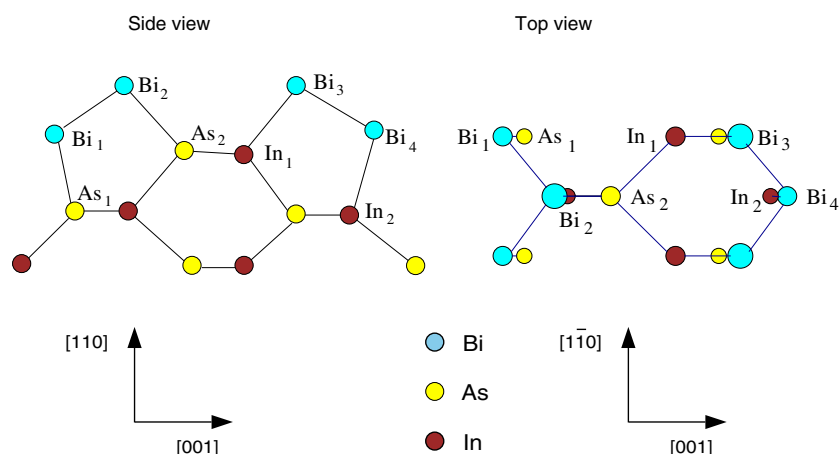 Side view
Top view
Bi2
Bi1
As2
Bi3
Bi4
In1
As1
In2
Bi1
As1
In1
Bi3
Bi2
As2
In2
Bi4
[110]
[001]
Bi
As
In
[11̅0]
[001]